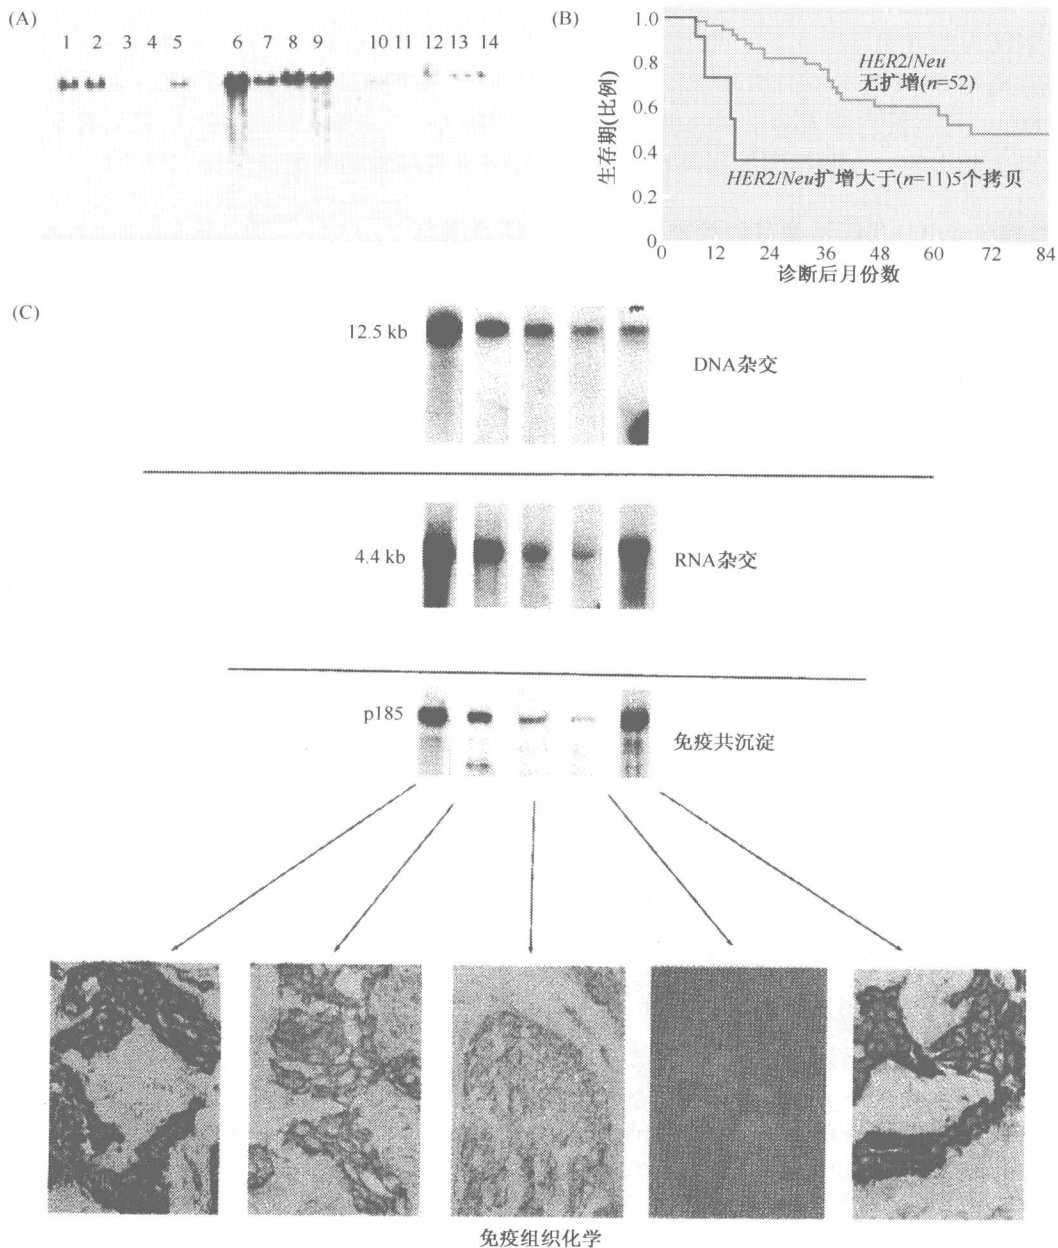 (A)
1 2 3 4 5 6 7 8 9 10 11 12 13 14
(B)
1.0
0.8
0.6
0.4
0.2
0
生存期(比例)
HER2/Neu
无扩增(n=52)
HER2/Neu扩增大于(n=11)5个拷贝
0 12 24 36 48 60 72 84
诊断后月份数
(C)
12.5 kb
DNA杂交
4.4 kb
RNA杂交
p185
免疫共沉淀
免疫组织化学